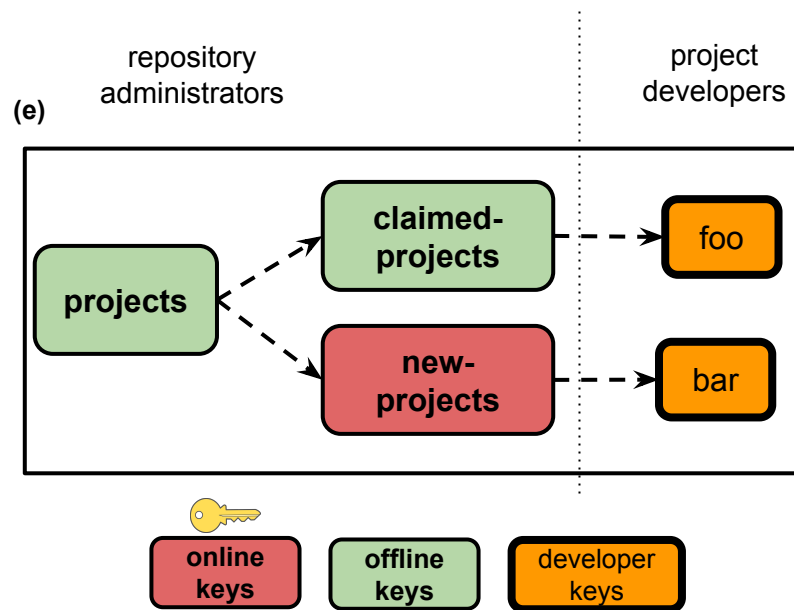 repository
administrators
project
developers
(e)
claimed-
projects
foo
projects
new-
projects
bar
online
keys
offline
keys
developer
keys